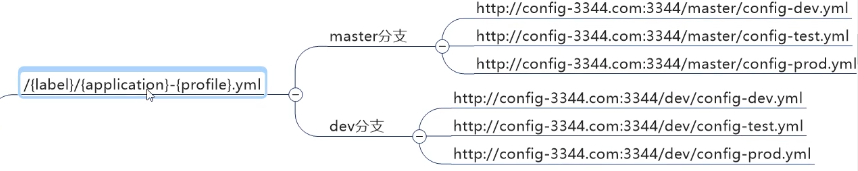 /{label}/{application}-{profile}.yml
master分支
http://config-3344.com:3344/master/config-dev.yml
http://config-3344.com:3344/master/config-test.yml
http://config-3344.com:3344/master/config-prod.yml
dev分支
http://config-3344.com:3344/dev/config-dev.yml
http://config-3344.com:3344/dev/config-test.yml
http://config-3344.com:3344/dev/config-prod.yml